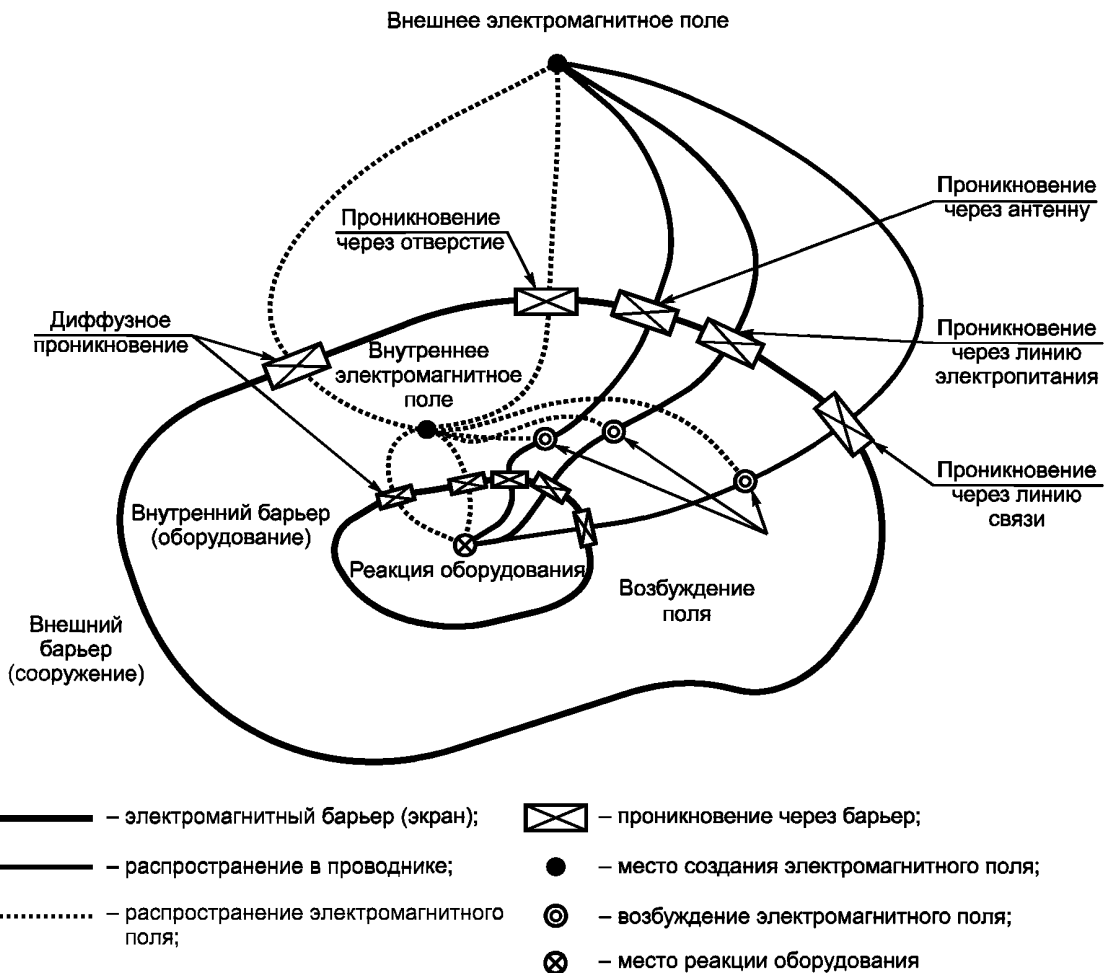 Внешнее электромагнитное поле
Проникновение
через антенну
Проникновение
через отверстие
Диффузное
проникновение
Внутреннее
электромагнитное
поле
Проникновение
через линию
электропитания
Проникновение
через линию
связи
Внутренний барьер
(оборудование)
Реакция оборудования
Возбуждение
поля
Внешний
барьер
(сооружение)
– электромагнитный барьер (экран);
– распространение в проводнике;
– распространение электромагнитного
поля;
– проникновение через барьер;
– место создания электромагнитного поля;
– возбуждение электромагнитного поля;
– место реакции оборудования